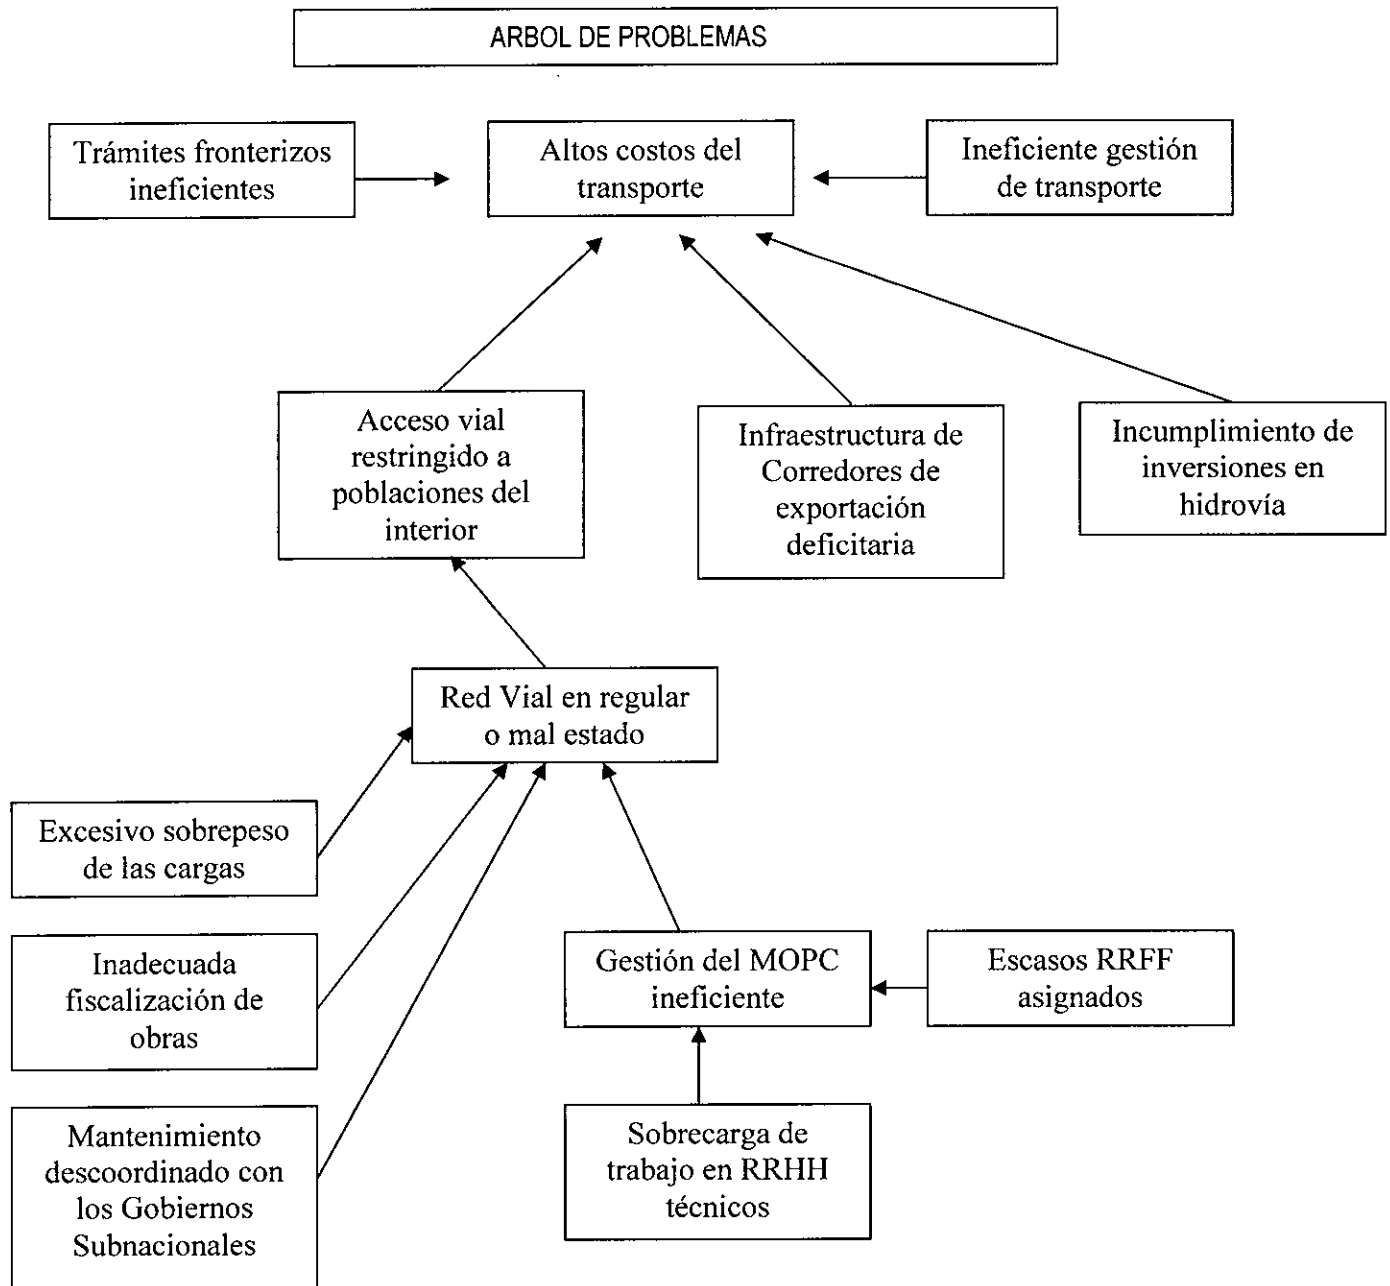 ARBOL DE PROBLEMAS
Trámites fronterizos
ineficientes
Altos costos del
transporte
Ineficiente gestión
de transporte
Acceso vial
restringido a
poblaciones del
interior
Infraestructura de
Corredores de
exportación
deficitaria
Incumplimiento de
inversiones en
hidrovía
Red Vial en regular
o mal estado
Excesivo sobrepeso
de las cargas
Inadecuada
fiscalización de
obras
Gestión del MOPC
ineficiente
Escasos RRFF
asignados
Mantenimiento
descoordinado con
los Gobiernos
Subnacionales
Sobrecarga de
trabajo en RRHH
técnicos